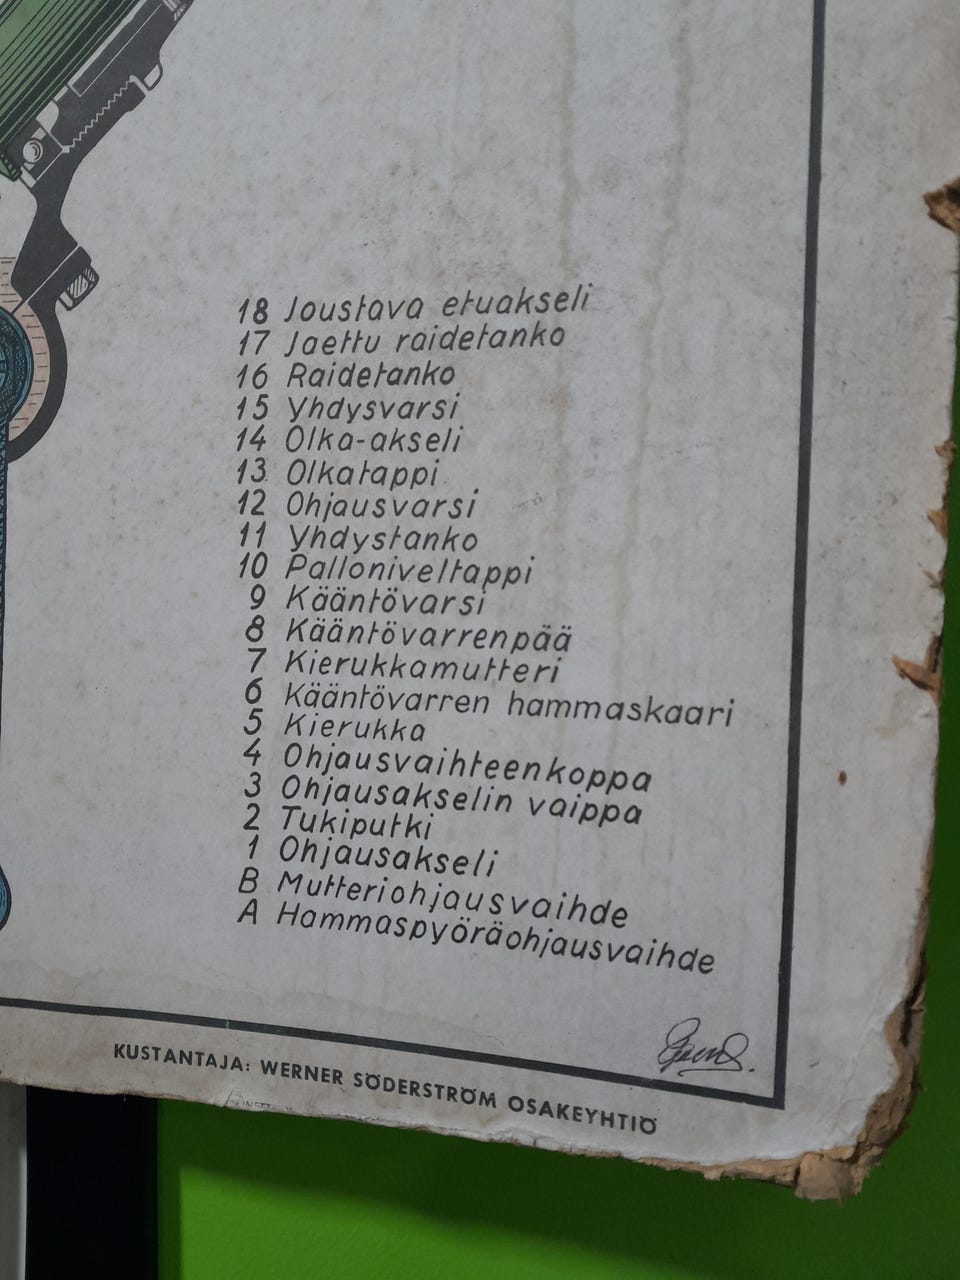 18 Joustava etuakseli
17 Jaettu raidetanko
16 Raidetanko
15 Yhdysvarsi
14 Olka-akseli
13 Olkatappi
12 Ohjausvarsi
11 Yhdystanko
10 Palloniveltappi
9 Kääntövarsi
8 Kääntövarrenpää
7 Kierukkamutteri
6 Kääntövarren hammaskaari
5 Kierukka
4 Ohjausvaihteenkoppa
3 Ohjausakselin vaippa
2 Tukiputki
1 Ohjausakseli
B Mutteriohjausvaihde
A Hammaspyöräohjausvaihde
KUSTANTAJA: WERNER SÖDERSTRÖM OSAKEYHTIÖ